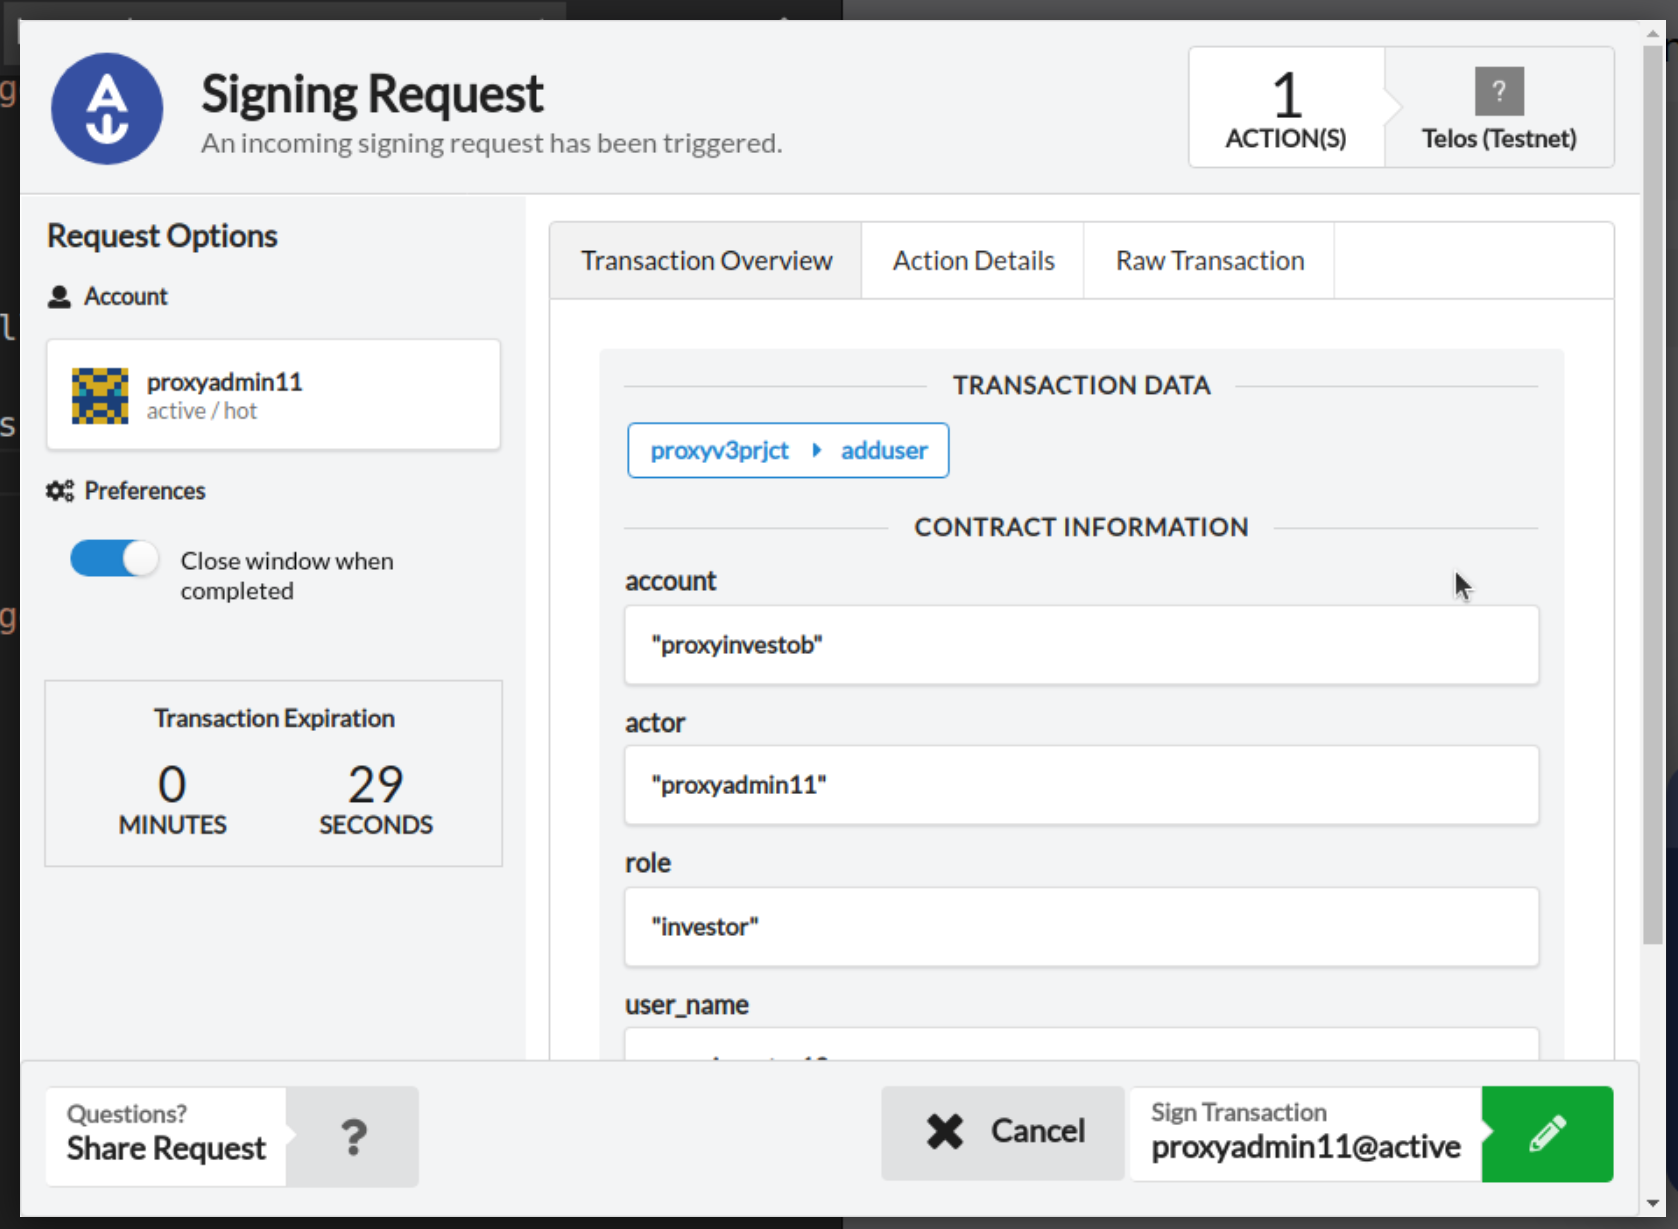 Signing Request
An incoming signing request has been triggered.
1
ACTION(S)
?
Telos (Testnet)
Request Options
Account
proxyadmin11
active / hot
Preferences
Close window when
completed
Transaction Expiration
0
MINUTES
29
SECONDS
Transaction Overview
Action Details
Raw Transaction
TRANSACTION DATA
proxyv3prjct
adduser
CONTRACT INFORMATION
account
"proxyinvestob"
actor
"proxyadmin11"
role
"investor"
user_name
Questions?
Share Request
?
Cancel
Sign Transaction
proxyadmin11@active